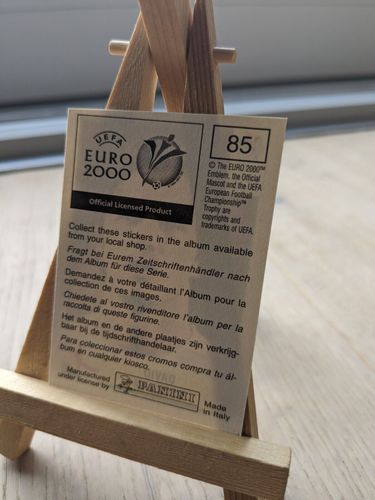 UEFA
EURO
2000
Official Licensed Product
85
© The EURO 2000™
Emblem, the Official
Mascot and the UEFA
European Football
Championship™
Trophy are
copyrights and
trademarks of UEFA.
Collect these stickers in the album available
from your local shop.
Fragt bei Eurem Zeitschriftenhändler nach
dem Album für diese Serie.
Demandez à votre détaillant l'Album pour la
collection de ces images.
Chiedete al vostro rivenditore l'album per la
raccolta di queste figurine.
Het album en de andere plaatjes zijn verkrijg-
baar bij de tijdschrifthandelaar.
Para coleccionar estos cromos compra tu ál-
bum en cualquier kiosco.
Manufactured
under license by
PANINI
Made
in Italy